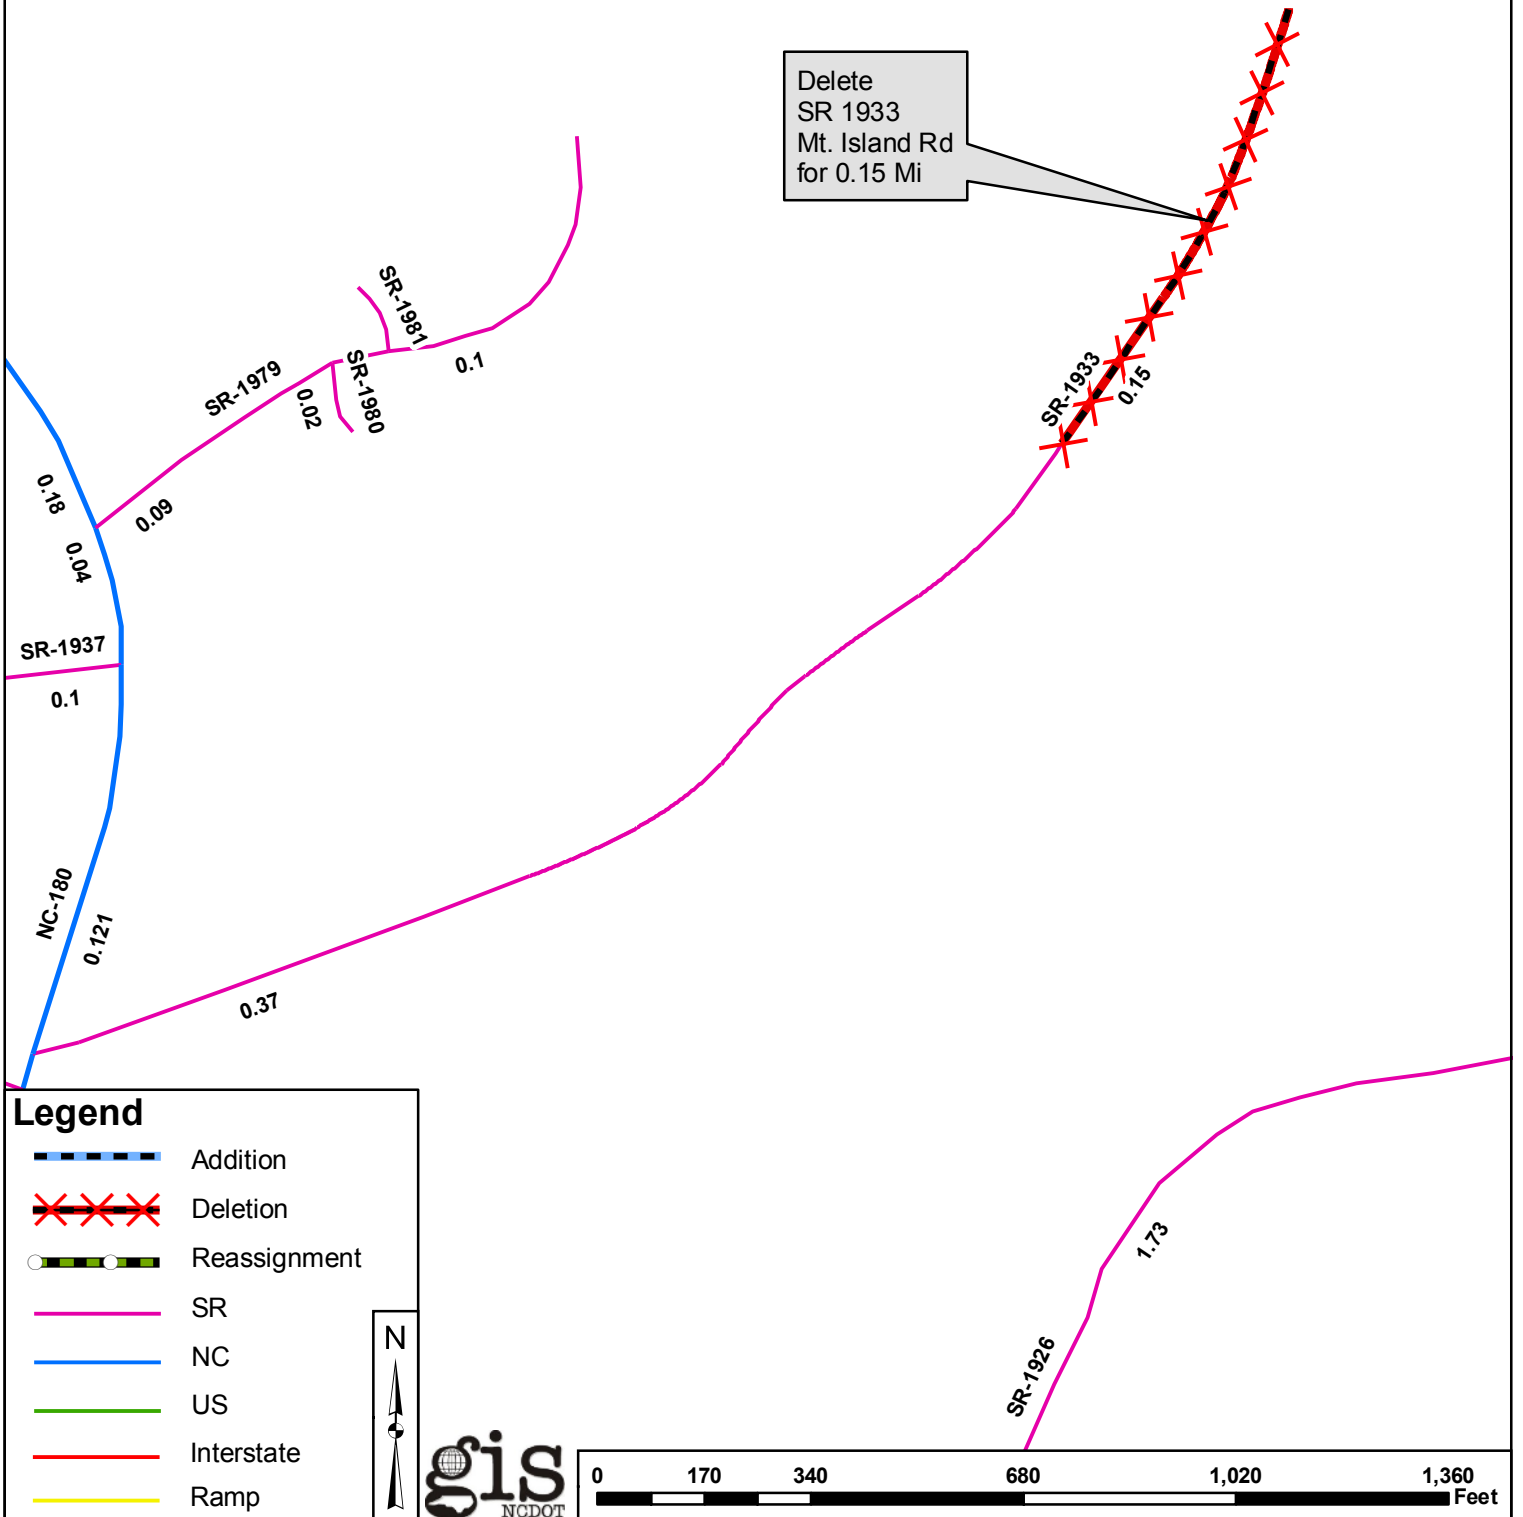 Delete
SR 1933
Mt. Island Rd
for 0.15 Mi
SR-1981
0.1
SR-1979
0.02
SR-1980
SR-1933
0.15
0.18
0.09
0.04
SR-1937
0.1
NC-180
0.121
0.37
1.73
SR-1926
Legend
Addition
Deletion
Reassignment
SR
NC
US
Interstate
Ramp
N
gis
NCDOT
0 170 340 680 1,020 1,360
Feet